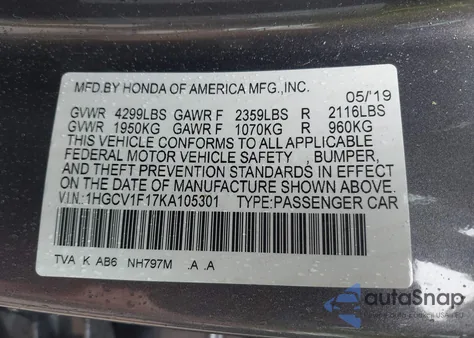 MFD.BY HONDA OF AMERICA MFG.,INC.
05/'19
GVWR 4299LBS GAWR F 2359LBS R 2116LBS
GVWR 1950KG GAWR F 1070KG R 960KG
THIS VEHICLE CONFORMS TO ALL APPLICABLE
FEDERAL MOTOR VEHICLE SAFETY , BUMPER,
AND THEFT PREVENTION STANDARDS IN EFFECT
ON THE DATE OF MANUFACTURE SHOWN ABOVE.
V.I.N.:1HGCV1F17KA105301 TYPE:PASSENGER CAR
TVA K AB6 NH797M .A .A
autoSnap